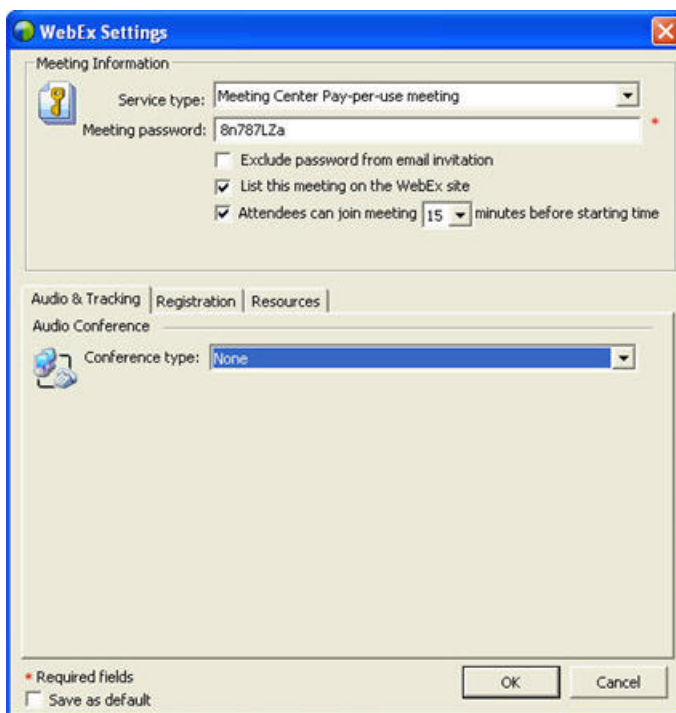 WebEx Settings
Meeting Information
Service type: Meeting Center Pay-per-use meeting
Meeting password: 8n787LZa *
Exclude password from email invitation
List this meeting on the WebEx site
Attendees can join meeting 15 minutes before starting time
Audio & Tracking Registration Resources
Audio Conference
Conference type: None
* Required fields
OK Cancel
Save as default